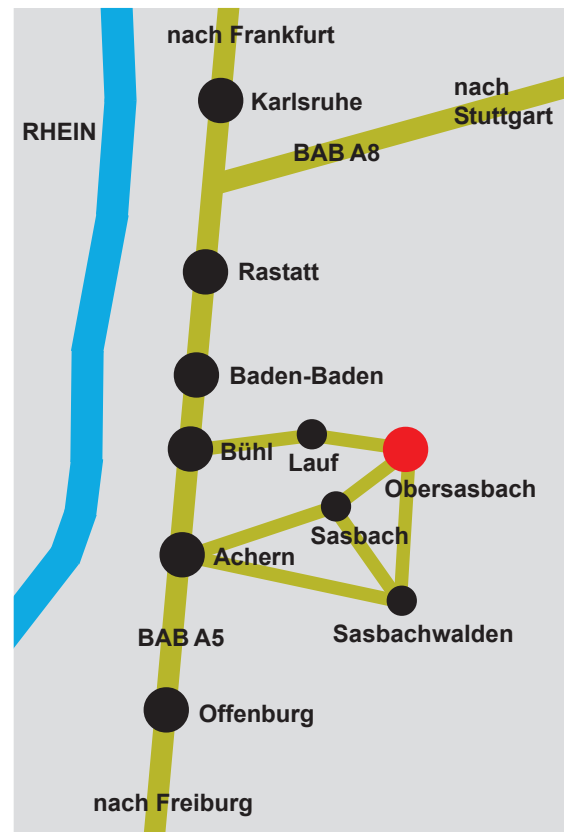 nach Frankfurt
Karlsruhe
nach
Stuttgart
RHEIN
BAB A8
Rastatt
Baden-Baden
Bühl
Lauf
Obersasbach
Sasbach
Achern
Sasbachwalden
BAB A5
Offenburg
nach Freiburg